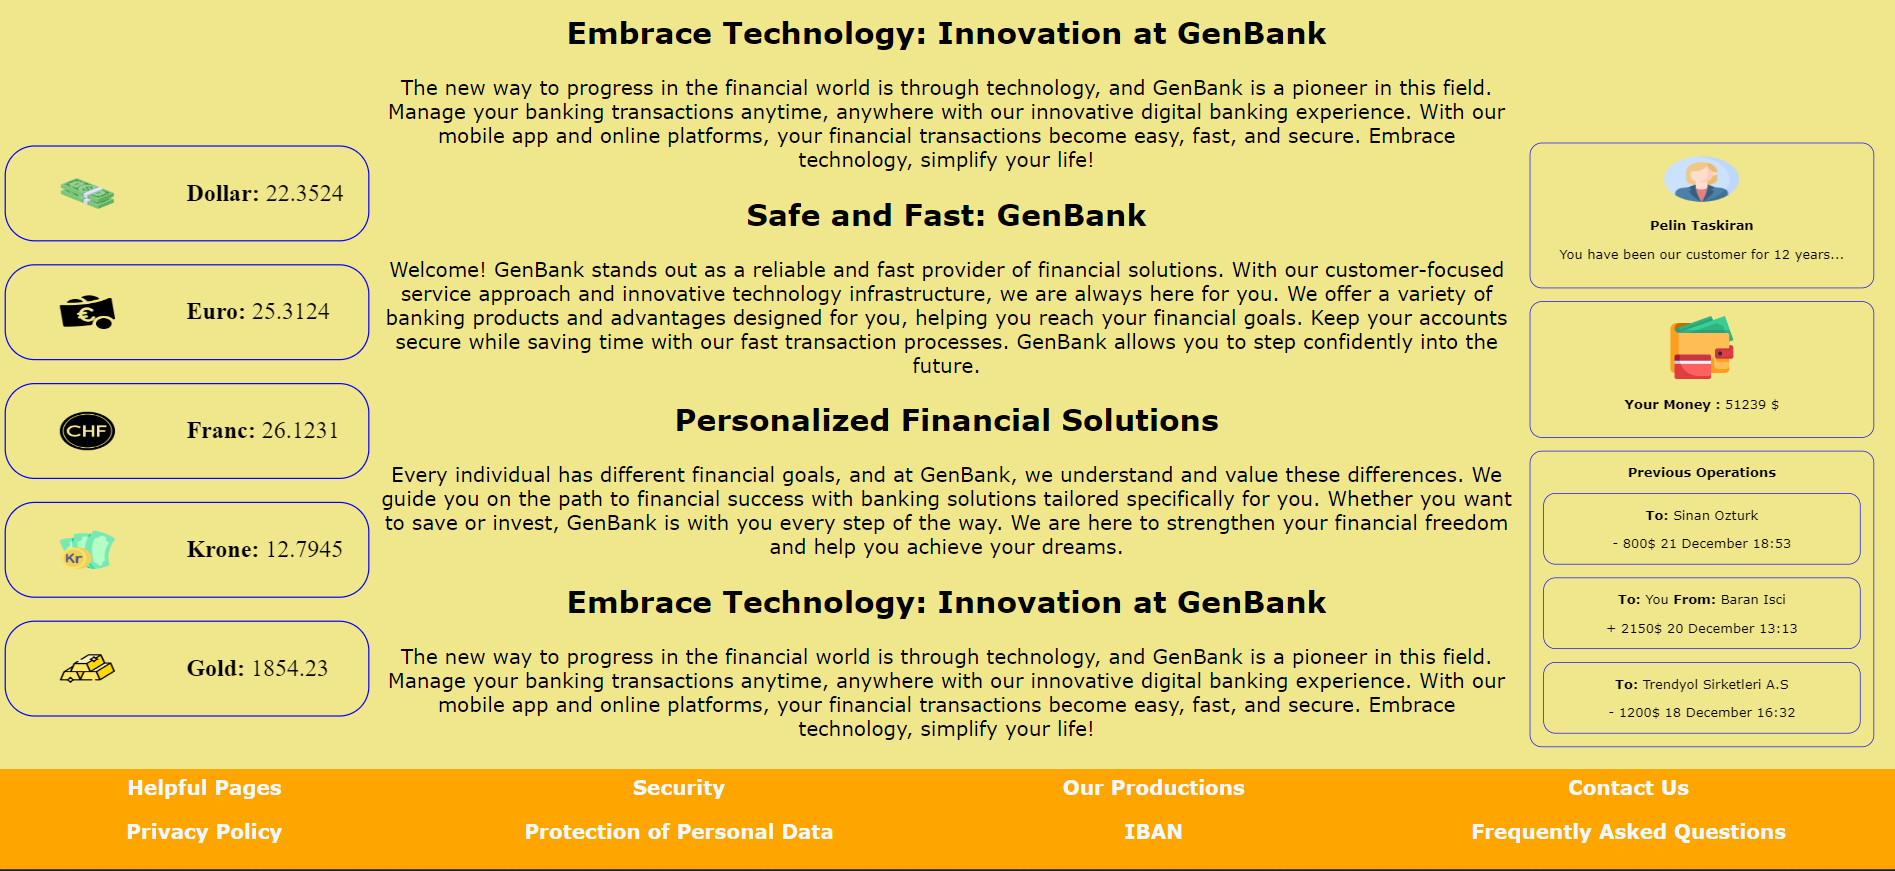 Dollar: 22.3524
€
Euro: 25.3124
CHF
Franc: 26.1231
Kr
Krone: 12.7945
Gold: 1854.23
Embrace Technology: Innovation at GenBank
The new way to progress in the financial world is through technology, and GenBank is a pioneer in this field.
Manage your banking transactions anytime, anywhere with our innovative digital banking experience. With our
mobile app and online platforms, your financial transactions become easy, fast, and secure. Embrace
technology, simplify your life!
Safe and Fast: GenBank
Welcome! GenBank stands out as a reliable and fast provider of financial solutions. With our customer-focused
service approach and innovative technology infrastructure, we are always here for you. We offer a variety of
banking products and advantages designed for you, helping you reach your financial goals. Keep your accounts
secure while saving time with our fast transaction processes. GenBank allows you to step confidently into the
future.
Personalized Financial Solutions
Every individual has different financial goals, and at GenBank, we understand and value these differences. We
guide you on the path to financial success with banking solutions tailored specifically for you. Whether you want
to save or invest, GenBank is with you every step of the way. We are here to strengthen your financial freedom
and help you achieve your dreams.
Embrace Technology: Innovation at GenBank
The new way to progress in the financial world is through technology, and GenBank is a pioneer in this field.
Manage your banking transactions anytime, anywhere with our innovative digital banking experience. With our
mobile app and online platforms, your financial transactions become easy, fast, and secure. Embrace
technology, simplify your life!
Pelin Taskiran
You have been our customer for 12 years...
Your Money : 51239 $
Previous Operations
To: Sinan Ozturk
- 800$ 21 December 18:53
To: You From: Baran Isci
+ 2150$ 20 December 13:13
To: Trendyol Sirketleri A.S
- 1200$ 18 December 16:32
Helpful Pages
Security
Our Productions
Contact Us
Privacy Policy
Protection of Personal Data
IBAN
Frequently Asked Questions